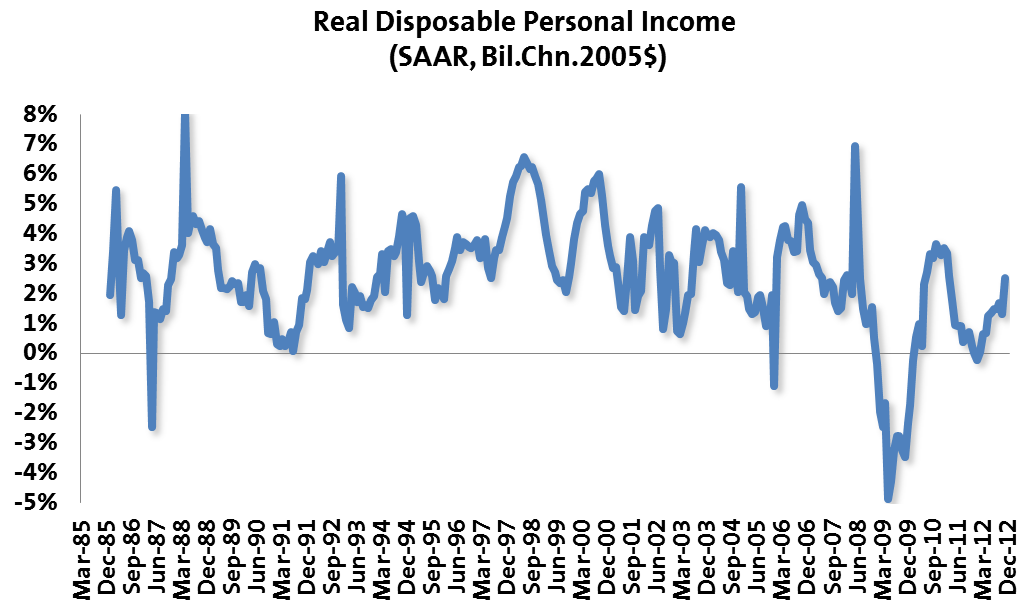 Real Disposable Personal Income
(SAAR, Bil.Chn.2005$)
8%
7%
6%
5%
4%
3%
2%
1%
0%
-1%
-2%
-3%
-4%
-5%
Mar-85
Dec-85
Sep-86
Jun-87
Mar-88
Dec-88
Sep-89
Jun-90
Mar-91
Dec-91
Sep-92
Jun-93
Mar-94
Dec-94
Sep-95
Jun-96
Mar-97
Dec-97
Sep-98
Jun-99
Mar-00
Dec-00
Sep-01
Jun-02
Mar-03
Dec-03
Sep-04
Jun-05
Mar-06
Dec-06
Sep-07
Jun-08
Mar-09
Dec-09
Sep-10
Jun-11
Mar-12
Dec-12